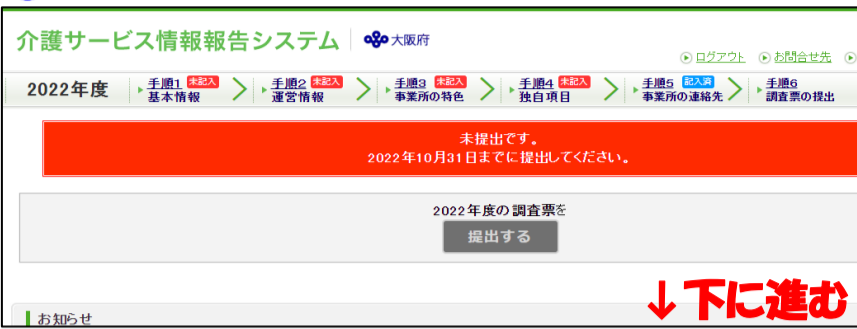 介護サービス情報報告システム 大阪府
ログアウト お問合せ先
2022年度 手順1 未記入 手順2 未記入 手順3 未記入 手順4 未記入 手順5 記入済 手順6
基本情報 運営情報 事業所の特色 独自項目 事業所の連絡先 調査票の提出
未提出です。
2022年10月31日までに提出してください。
2022年度の調査票を
提出する
↓下に進む
お知らせ